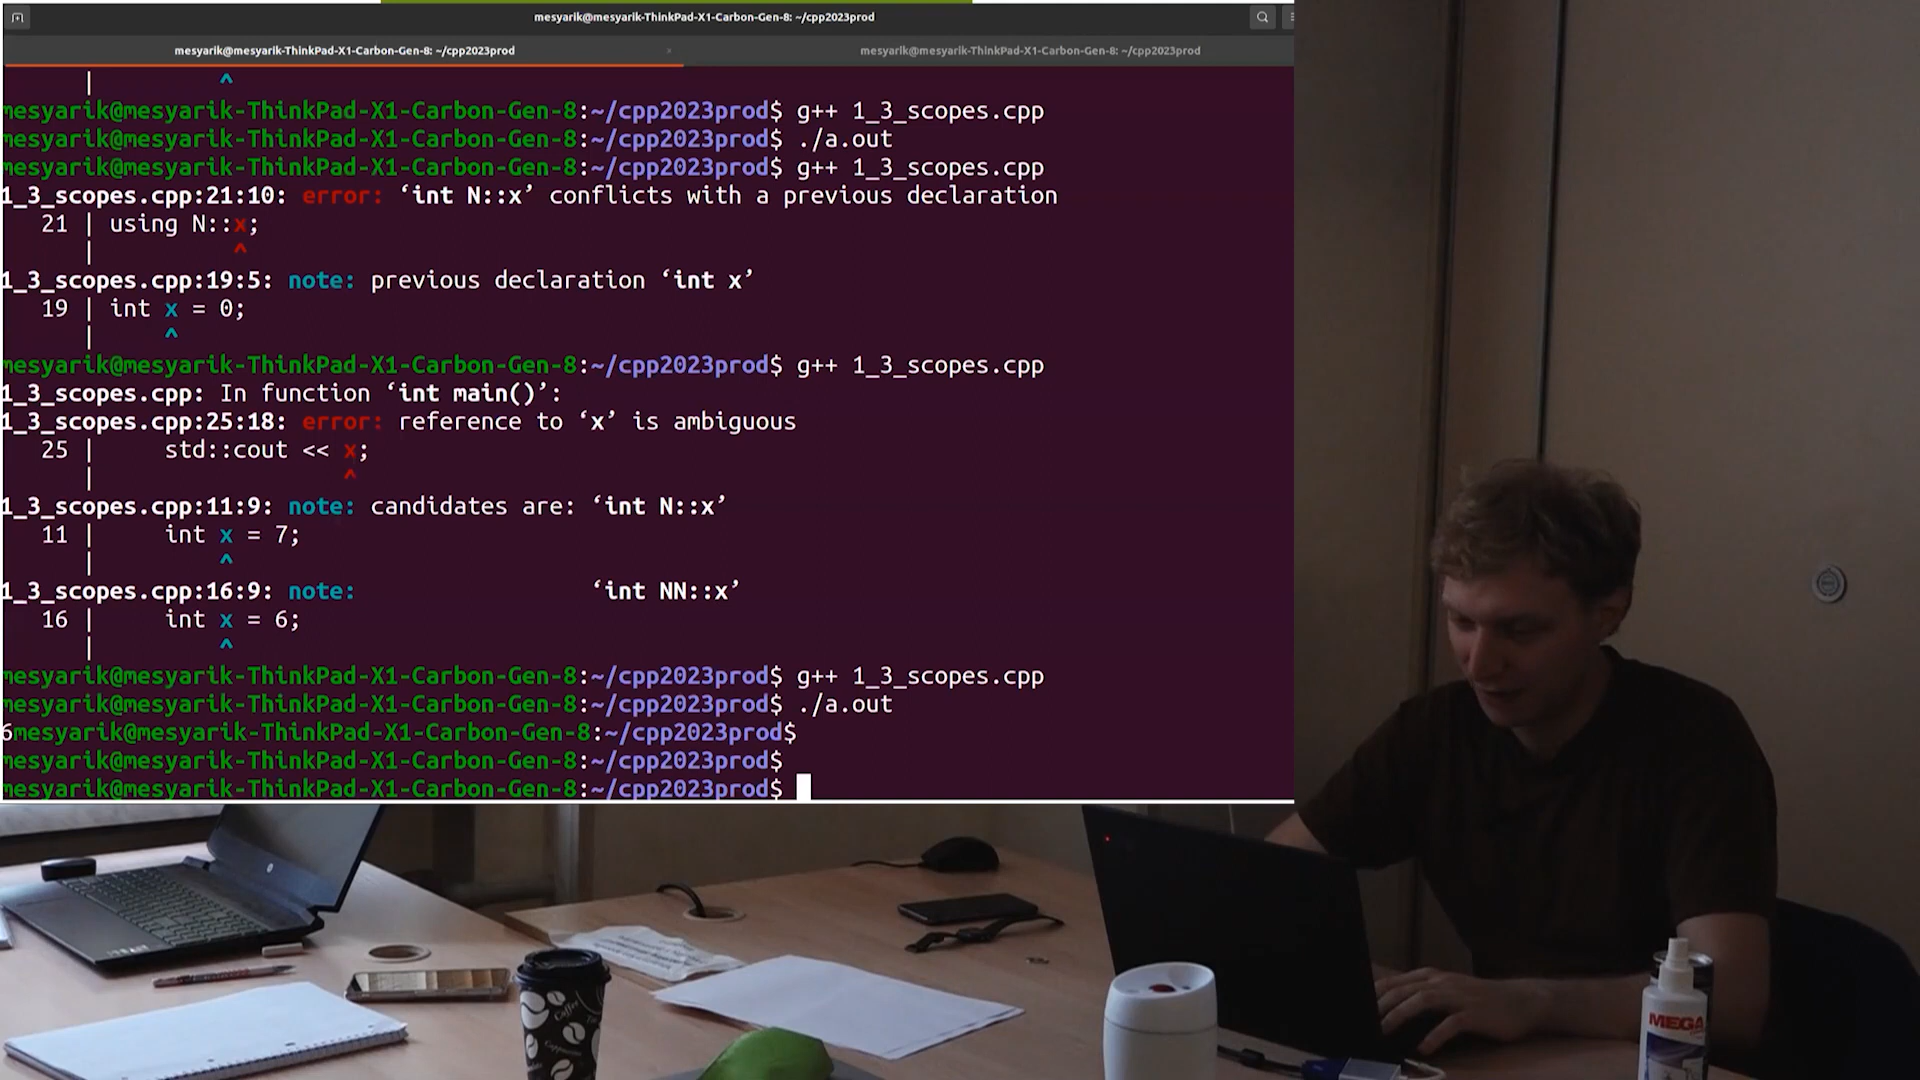 mesyarik@mesyarik-ThinkPad-X1-Carbon-Gen-8: ~/cpp2023prod
mesyarik@mesyarik-ThinkPad-X1-Carbon-Gen-8: ~/cpp2023prod × mesyarik@mesyarik-ThinkPad-X1-Carbon-Gen-8: ~/cpp2023prod
| ^
mesyarik@mesyarik-ThinkPad-X1-Carbon-Gen-8:~/cpp2023prod$ g++ 1_3_scopes.cpp
mesyarik@mesyarik-ThinkPad-X1-Carbon-Gen-8:~/cpp2023prod$ ./a.out
mesyarik@mesyarik-ThinkPad-X1-Carbon-Gen-8:~/cpp2023prod$ g++ 1_3_scopes.cpp
1_3_scopes.cpp:21:10: error: ‘int N::x’ conflicts with a previous declaration
21 | using N::x;
| ^
1_3_scopes.cpp:19:5: note: previous declaration ‘int x’
19 | int x = 0;
| ^
mesyarik@mesyarik-ThinkPad-X1-Carbon-Gen-8:~/cpp2023prod$ g++ 1_3_scopes.cpp
1_3_scopes.cpp: In function ‘int main()’:
1_3_scopes.cpp:25:18: error: reference to ‘x’ is ambiguous
25 | std::cout << x;
| ^
1_3_scopes.cpp:11:9: note: candidates are: ‘int N::x’
11 | int x = 7;
| ^
1_3_scopes.cpp:16:9: note: ‘int NN::x’
16 | int x = 6;
| ^
mesyarik@mesyarik-ThinkPad-X1-Carbon-Gen-8:~/cpp2023prod$ g++ 1_3_scopes.cpp
mesyarik@mesyarik-ThinkPad-X1-Carbon-Gen-8:~/cpp2023prod$ ./a.out
6mesyarik@mesyarik-ThinkPad-X1-Carbon-Gen-8:~/cpp2023prod$
mesyarik@mesyarik-ThinkPad-X1-Carbon-Gen-8:~/cpp2023prod$
mesyarik@mesyarik-ThinkPad-X1-Carbon-Gen-8:~/cpp2023prod$
Coffee
MEGA